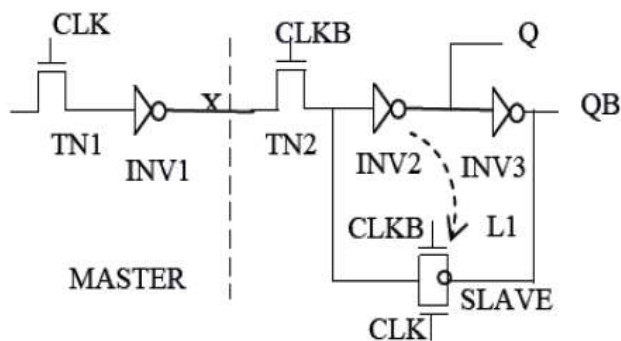 CLK
CLKB
Q
X
QB
TN1
INV1
TN2
INV2
INV3
CLKB
L1
MASTER
SLAVE
CLK